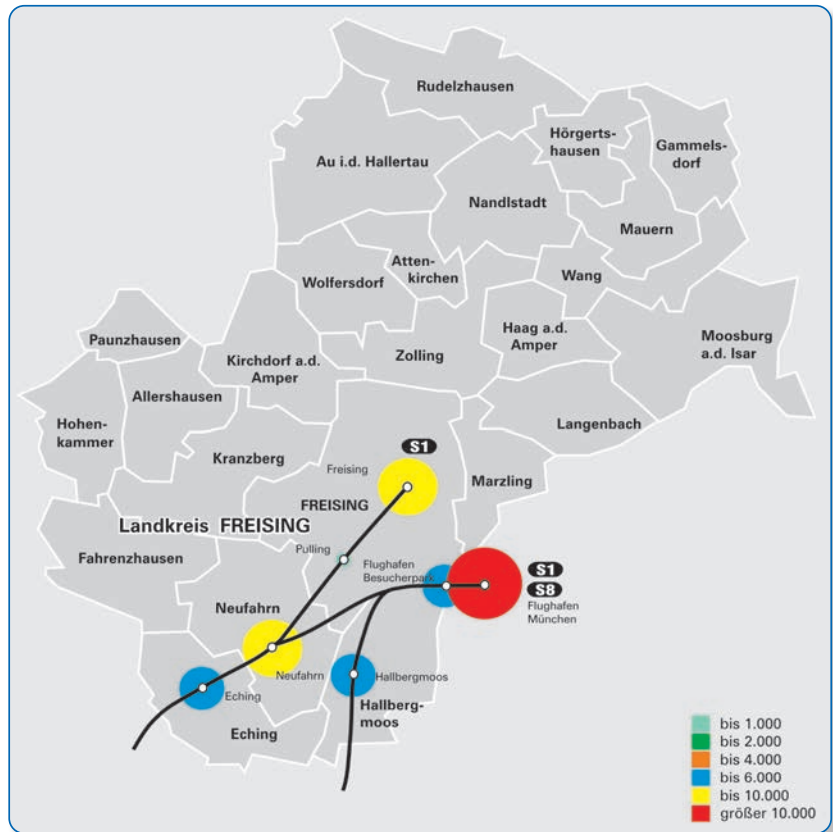 Rudelzhausen
Hörgerts-
hausen
Gammels-
dorf
Au i.d. Hallertau
Nandlstadt
Mauern
Atten-
kirchen
Wolfersdorf
Wang
Haag a.d.
Amper
Moosburg
a.d. Isar
Paunzhausen
Kirchdorf a.d.
Amper
Zolling
Allershausen
Hohen-
kammer
Langenbach
S1
Kranzberg
Freising
Marzling
FREISING
Landkreis FREISING
Fahrenzhausen
Pulling
Flughafen
Besucherpark
S1
S8
Flughafen
München
Neufahrn
Neufahrn
Hallbergmoos
Eching
Hallberg-
moos
Eching
bis 1.000
bis 2.000
bis 4.000
bis 6.000
bis 10.000
größer 10.000